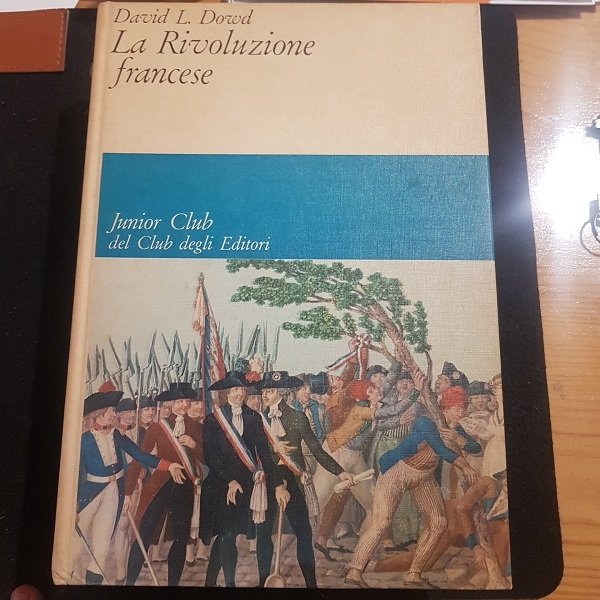 David L. Dowd
La Rivoluzione
francese
Junior Club
del Club degli Editori